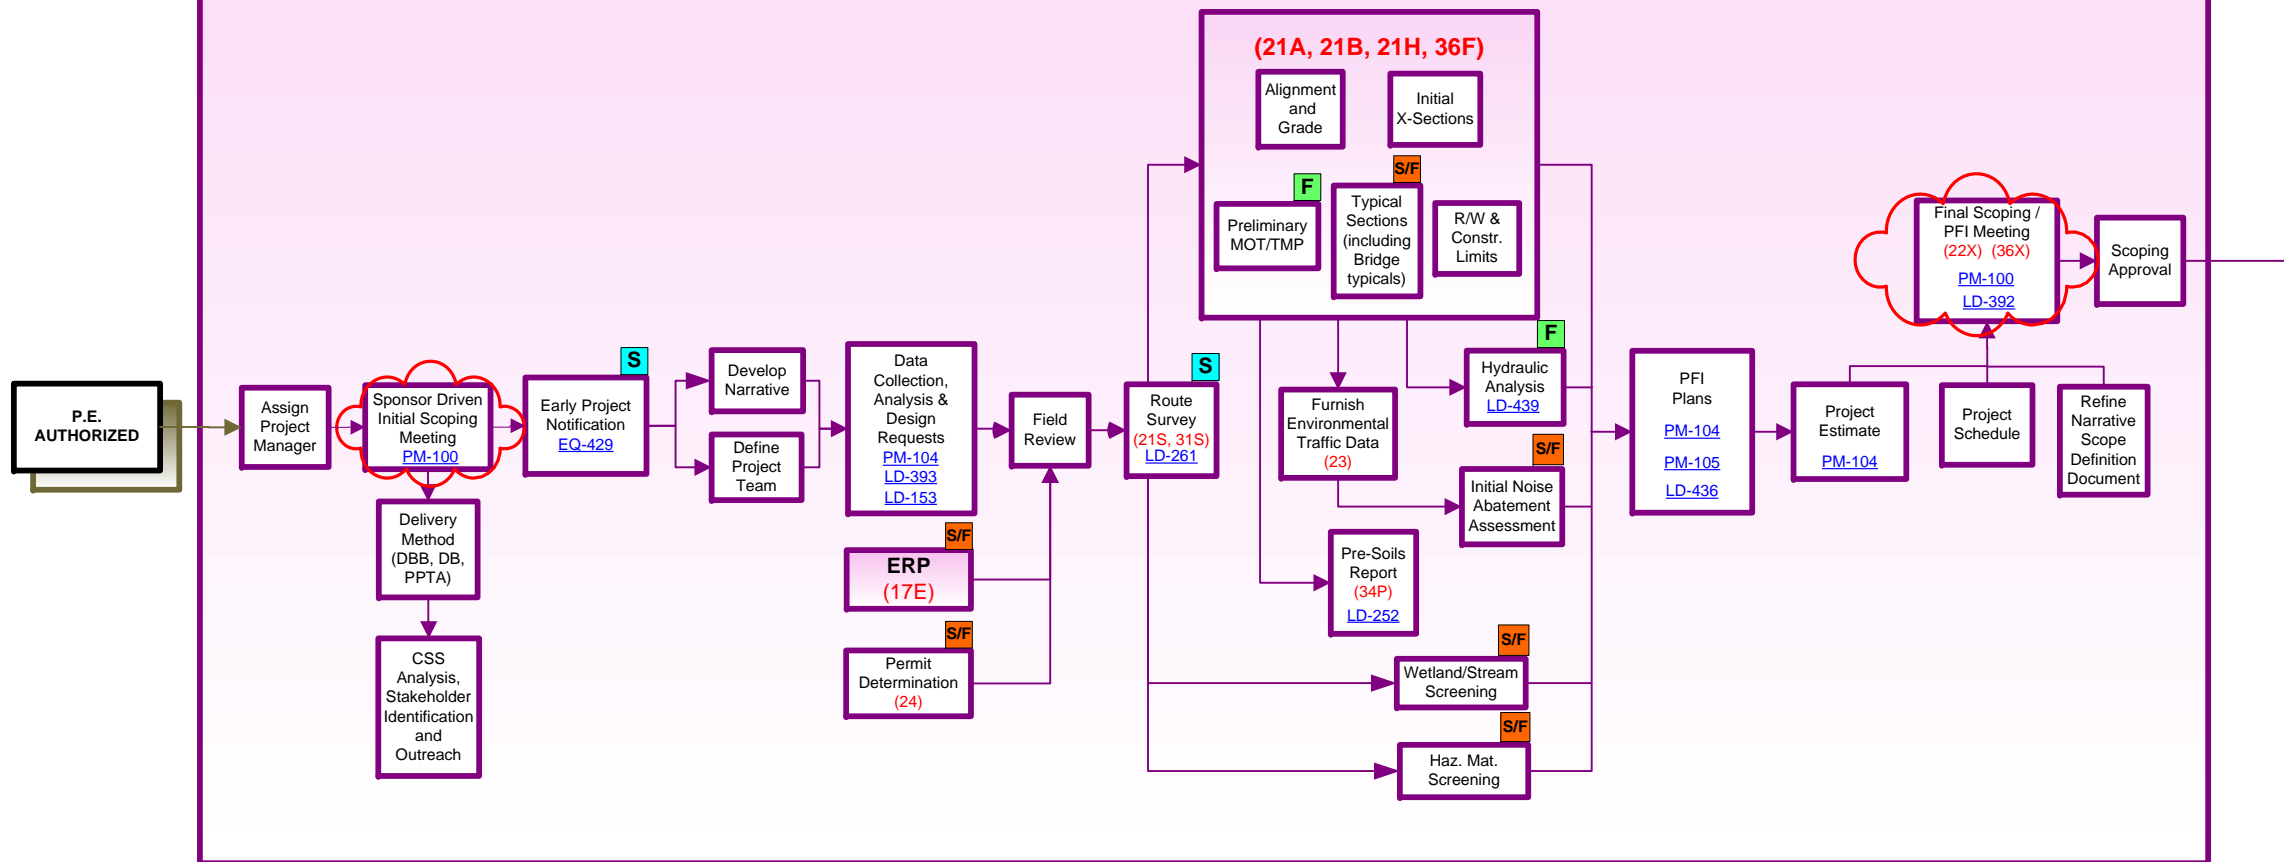 P.E.
AUTHORIZED
Assign
Project
Manager
Sponsor Driven
Initial Scoping
Meeting
PM-100
Delivery
Method
(DBB, DB,
PPTA)
CSS
Analysis,
Stakeholder
Identification
and
Outreach
S
Early Project
Notification
EQ-429
Develop
Narrative
Define
Project
Team
Data
Collection,
Analysis &
Design
Requests
PM-104
LD-393
LD-153
S/F
ERP
(17E)
S/F
Permit
Determination
(24)
Field
Review
S
Route
Survey
(21S, 31S)
LD-261
(21A, 21B, 21H, 36F)
Alignment
and
Grade
Initial
X-Sections
F
Preliminary
MOT/TMP
S/F
Typical
Sections
(including
Bridge
typicals)
R/W &
Constr.
Limits
Furnish
Environmental
Traffic Data
(23)
F
Hydraulic
Analysis
LD-439
S/F
Initial Noise
Abatement
Assessment
Pre-Soils
Report
(34P)
LD-252
S/F
Wetland/Stream
Screening
S/F
Haz. Mat.
Screening
PFI
Plans
PM-104
PM-105
LD-436
Project
Estimate
PM-104
Project
Schedule
Refine
Narrative
Scope
Definition
Document
Final Scoping /
PFI Meeting
(22X) (36X)
PM-100
LD-392
Scoping
Approval